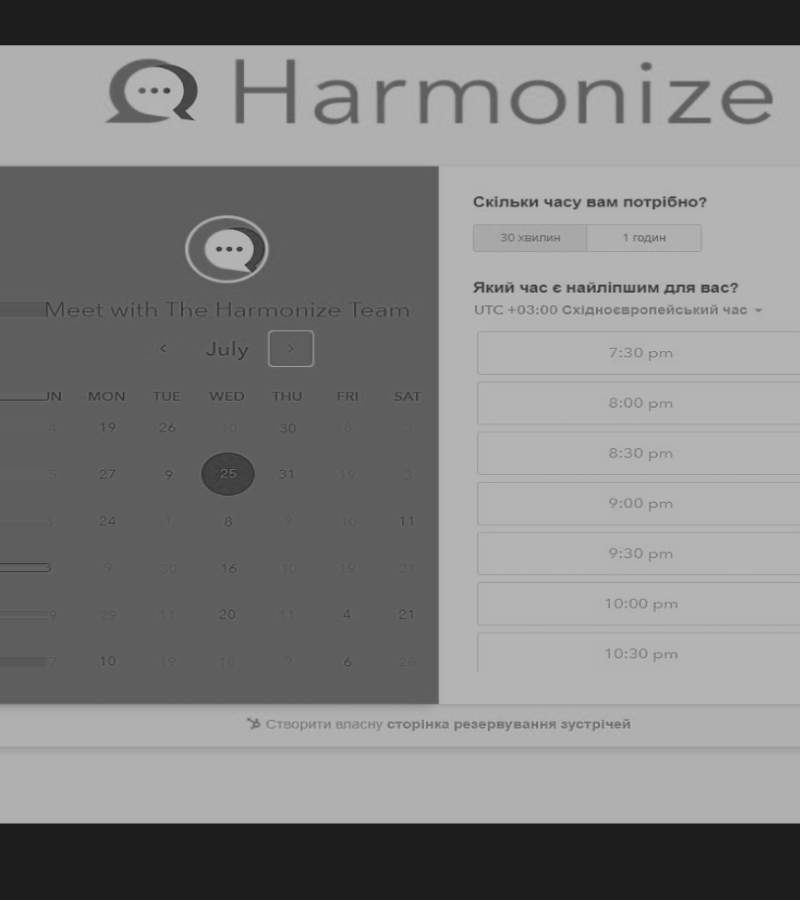 Harmonize
Meet with The Harmonize Team
< July >
UN MON TUE WED THU FRI SAT
4 19 26 10 30 8 3
5 27 9 25 31 19 3
3 24 1 8 9 10 11
9 30 16 10 19 21
9 29 11 20 11 4 21
7 10 19 18 9 6 28
Скільки часу вам потрібно?
30 хвилин 1 годин
Який час є найліпшим для вас?
UTC +03:00 Східноєвропейський час
7:30 pm
8:00 pm
8:30 pm
9:00 pm
9:30 pm
10:00 pm
10:30 pm
Створити власну сторінка резервування зустрічей